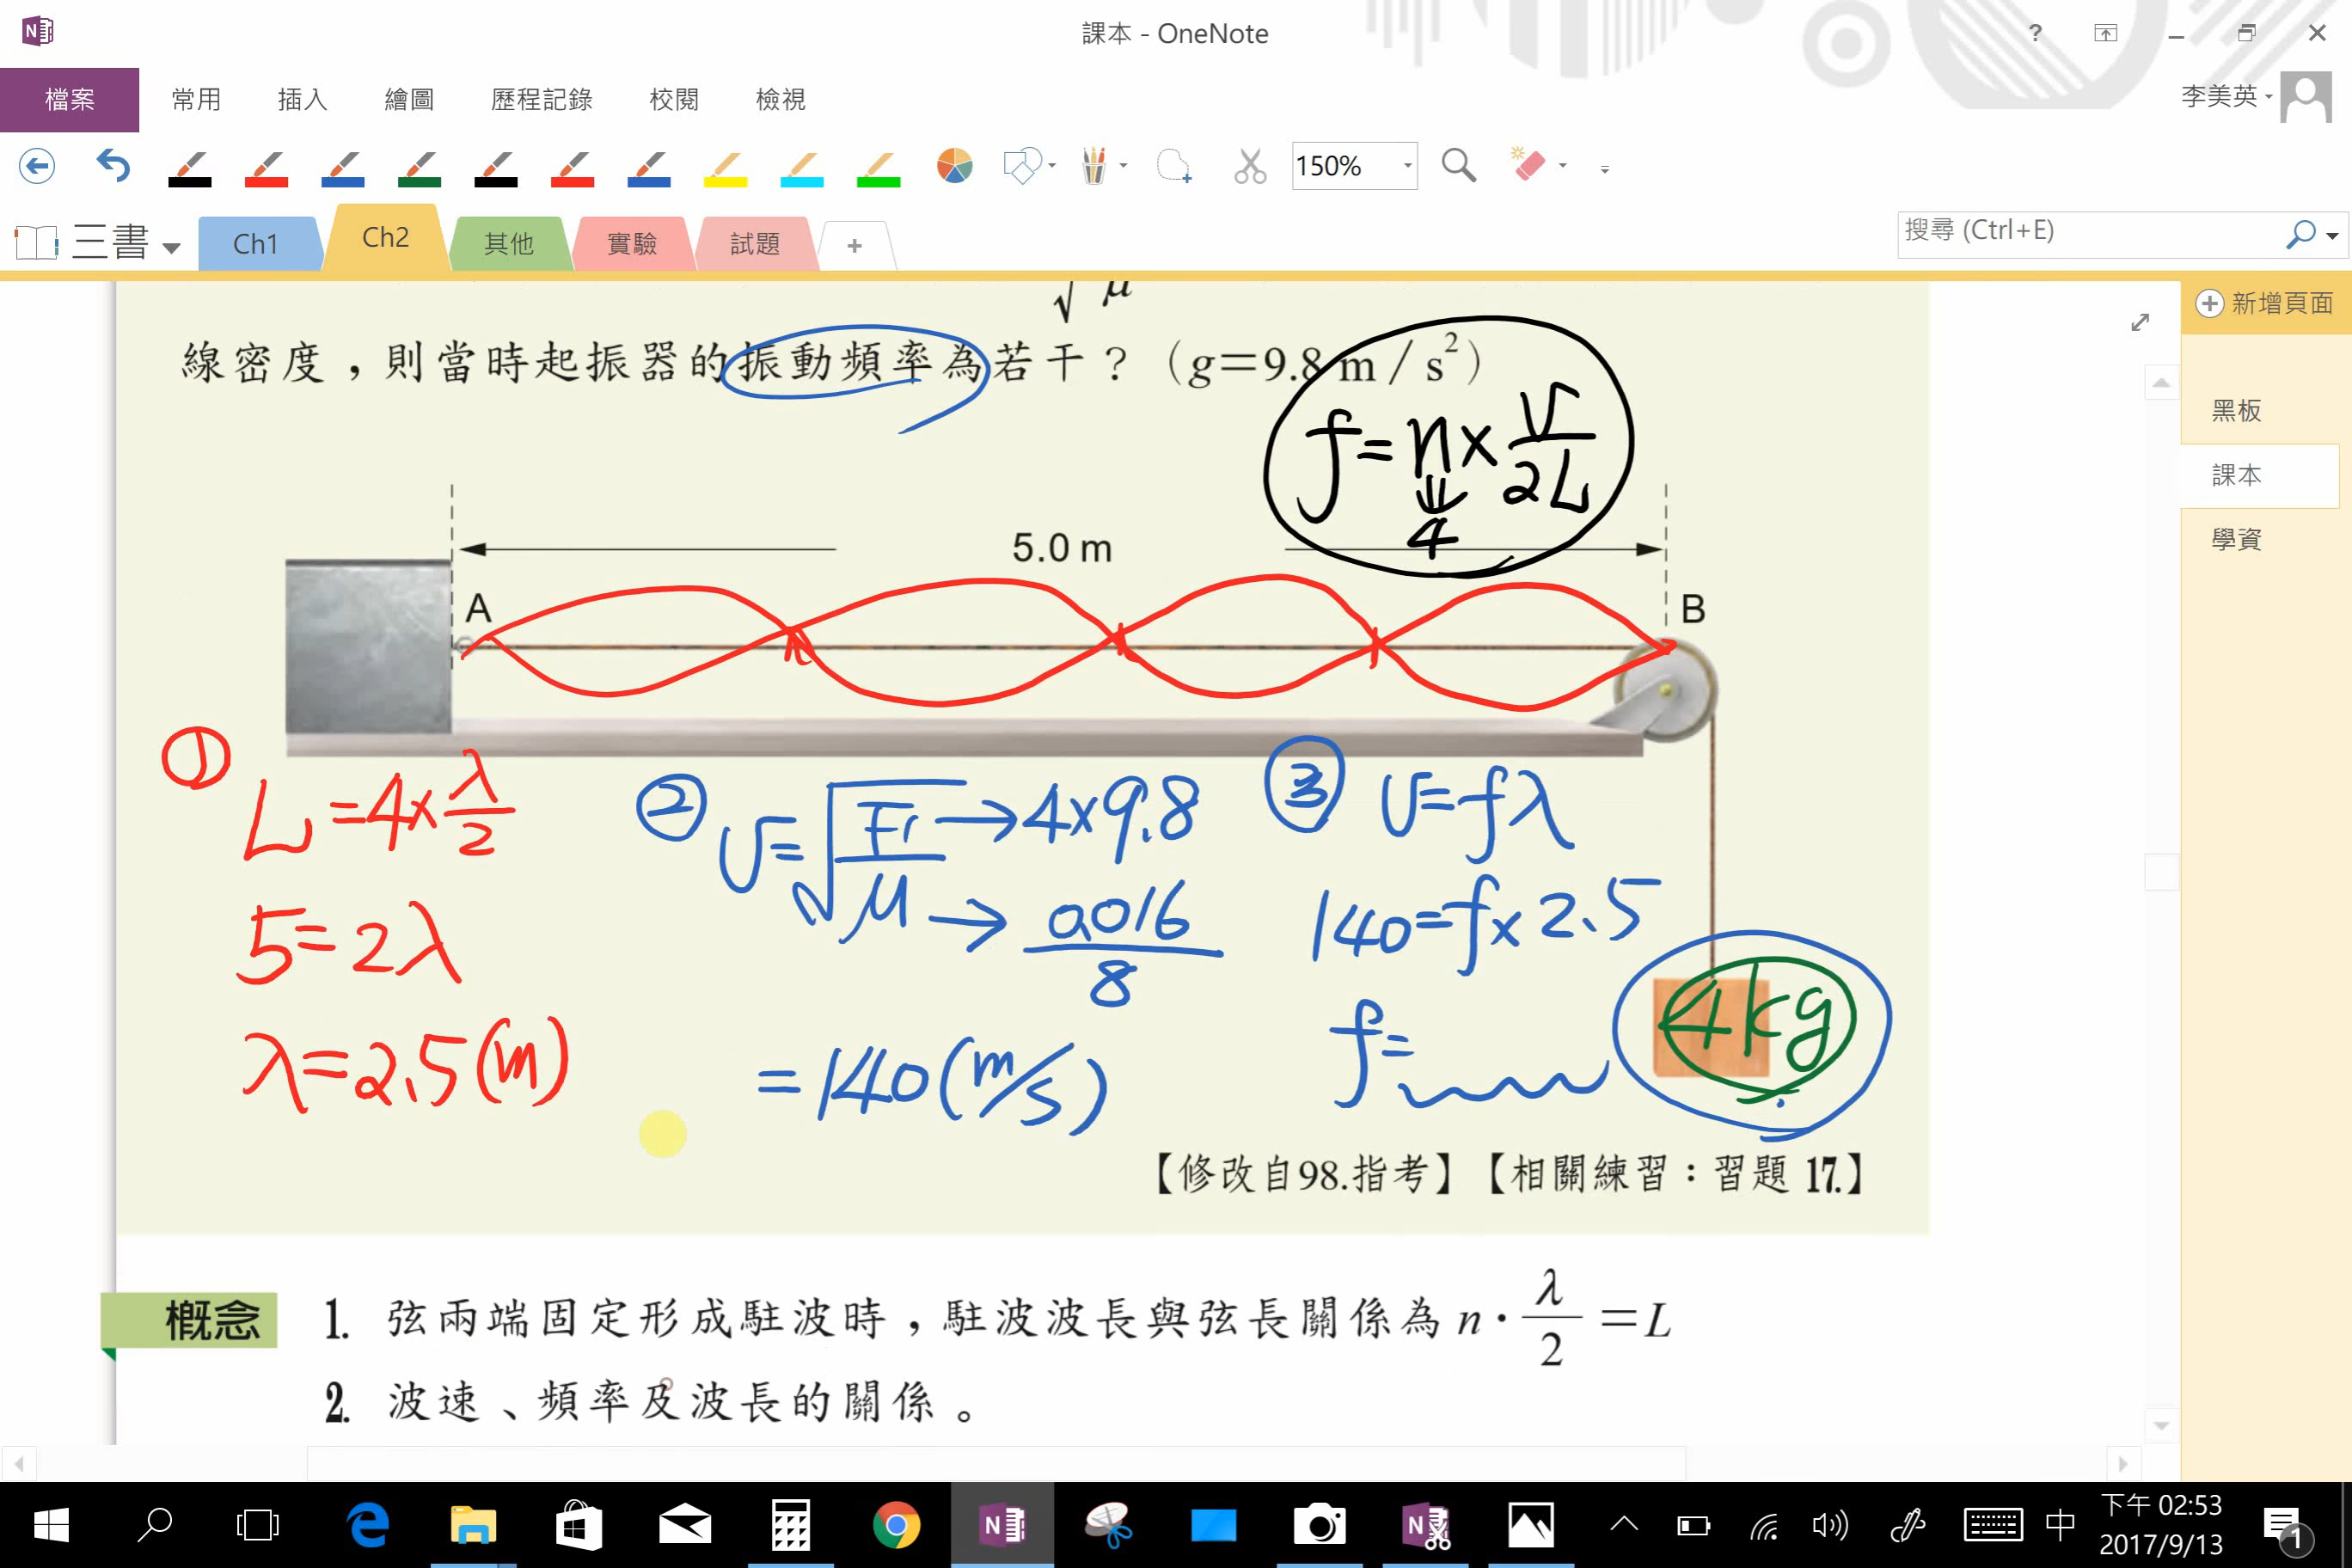 課本 - OneNote
?
檔案 常用 插入 繪圖 歷程記錄 校閱 檢視
李美英
150%
三書 Ch1 Ch2 其他 實驗 試題 +
搜尋 (Ctrl+E)
新增頁面
黑板
課本
學資
√ μ
線密度，則當時起振器的振動頻率為若干？（g＝9.8 m／s²）
f=n×v/2L
4
5.0 m
A
B
①
L=4×λ/2
5=2λ
λ=2.5(m)
②
v=√(F/μ)
→4×9.8
→0.016/8
=140(m/s)
③
v=fλ
140=f×2.5
f=
4kg
【修改自98.指考】【相關練習：習題 17.】
概念
1. 弦兩端固定形成駐波時，駐波波長與弦長關係為 n·λ/2＝L
2. 波速、頻率及波長的關係。
中
下午 02:53
2017/9/13
1